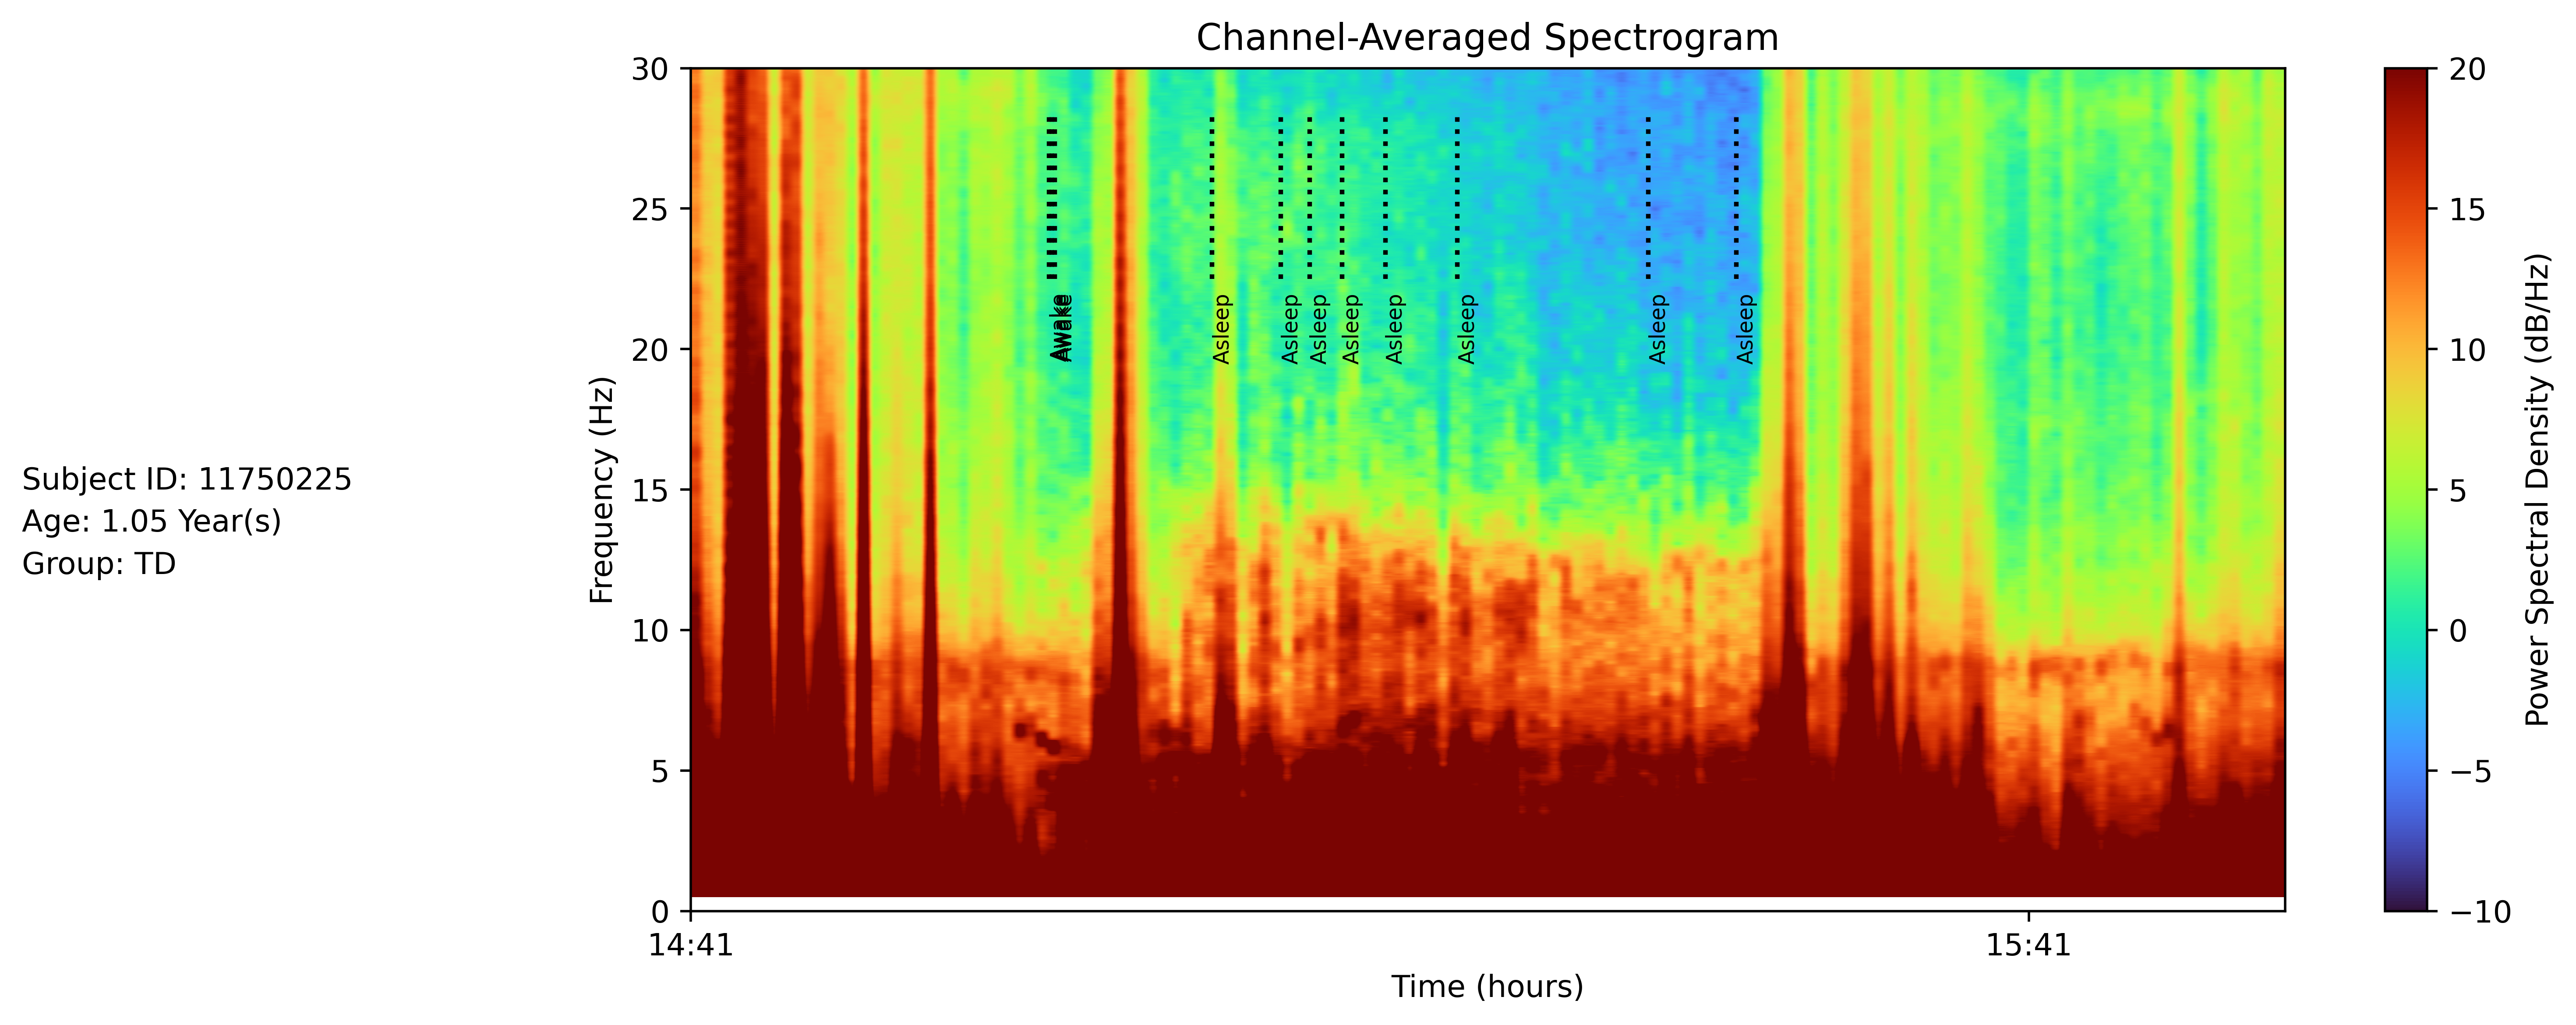 Channel-Averaged Spectrogram
Subject ID: 11750225
Age: 1.05 Year(s)
Group: TD
Frequency (Hz)
30
25
20
15
10
5
0
Awake
Awake
Asleep
Asleep
Asleep
Asleep
Asleep
Asleep
Asleep
Asleep
14:41
15:41
Time (hours)
20
15
10
5
0
−5
−10
Power Spectral Density (dB/Hz)